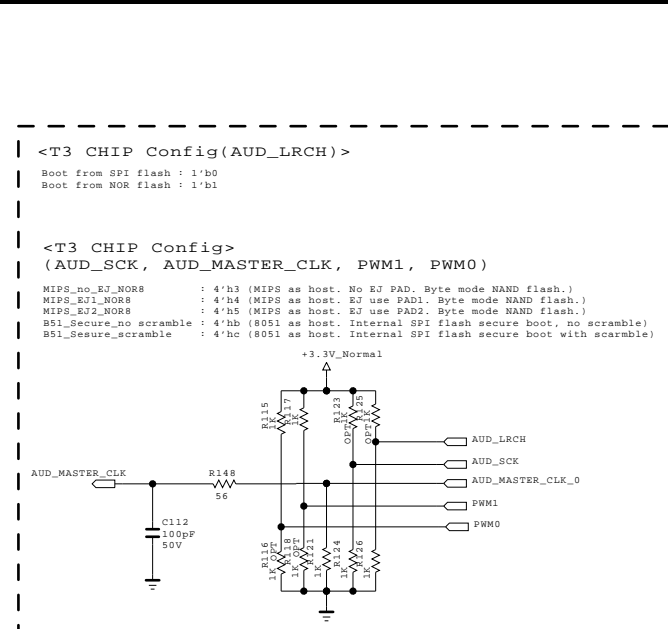 <T3 CHIP Config(AUD_LRCH)>
Boot from SPI flash : 1'b0
Boot from NOR flash : 1'b1
<T3 CHIP Config>
(AUD_SCK, AUD_MASTER_CLK, PWM1, PWM0)
MIPS_no_EJ_NOR8 : 4'h3 (MIPS as host. No EJ PAD. Byte mode NAND flash.)
MIPS_EJ1_NOR8 : 4'h4 (MIPS as host. EJ use PAD1. Byte mode NAND flash.)
MIPS_EJ2_NOR8 : 4'h5 (MIPS as host. EJ use PAD2. Byte mode NAND flash.)
B51_Secure_no scramble : 4'hb (8051 as host. Internal SPI flash secure boot, no scramble)
B51_Sesure_scramble : 4'hc (8051 as host. Internal SPI flash secure boot with scarmble)
+3.3V_Normal
R115
1K
R117
1K
R123
OPT1K
R125
OPT1K
AUD_LRCH
AUD_SCK
AUD_MASTER_CLK
R148
56
AUD_MASTER_CLK_0
PWM1
PWM0
C112
100pF
50V
R116
1K OPT
R118
1K OPT
R121
1K
R124
1K
R126
1K